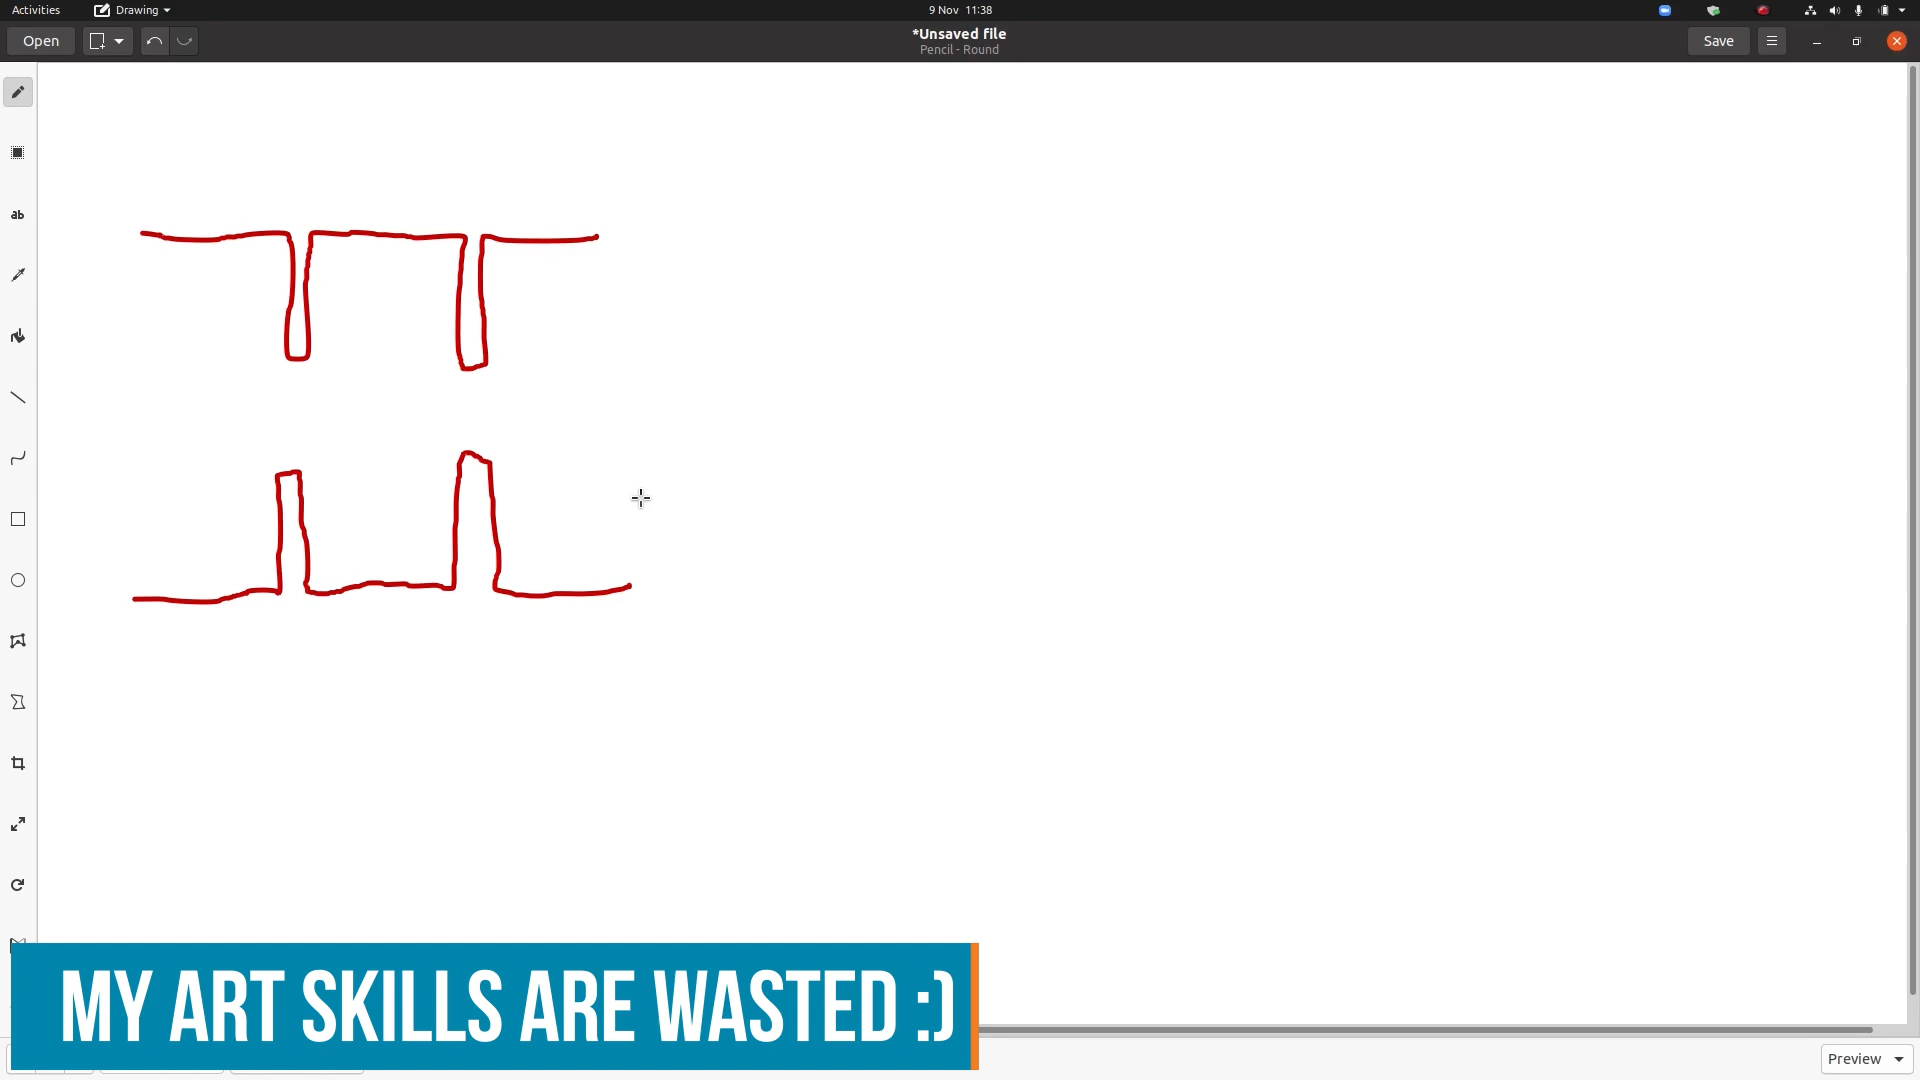 Activities
Drawing
9 Nov 11:38
Open
*Unsaved file
Pencil - Round
Save
ab
MY ART SKILLS ARE WASTED :)
Preview